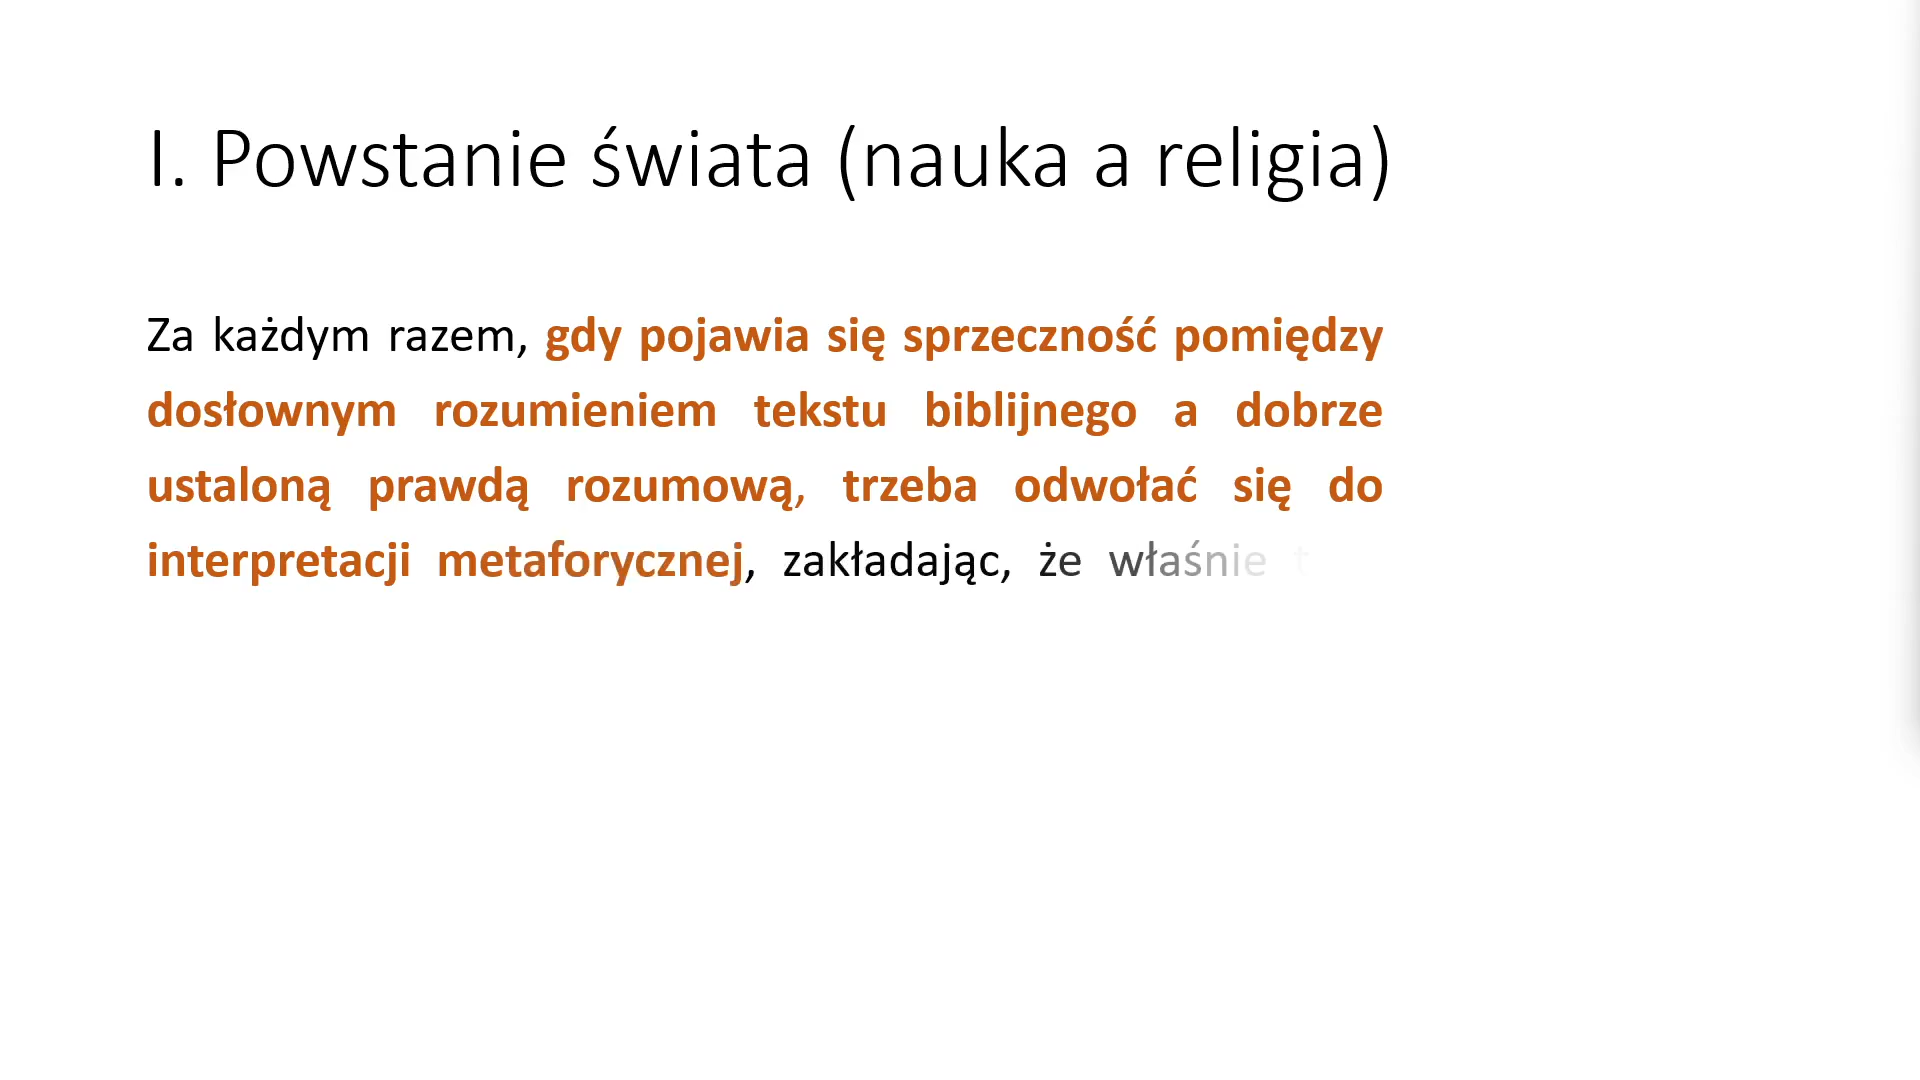 I. Powstanie świata (nauka a religia)
Za każdym razem, gdy pojawia się sprzeczność pomiędzy
dosłownym rozumieniem tekstu biblijnego a dobrze
ustaloną prawdą rozumową, trzeba odwołać się do
interpretacji metaforycznej, zakładając, że właśnie